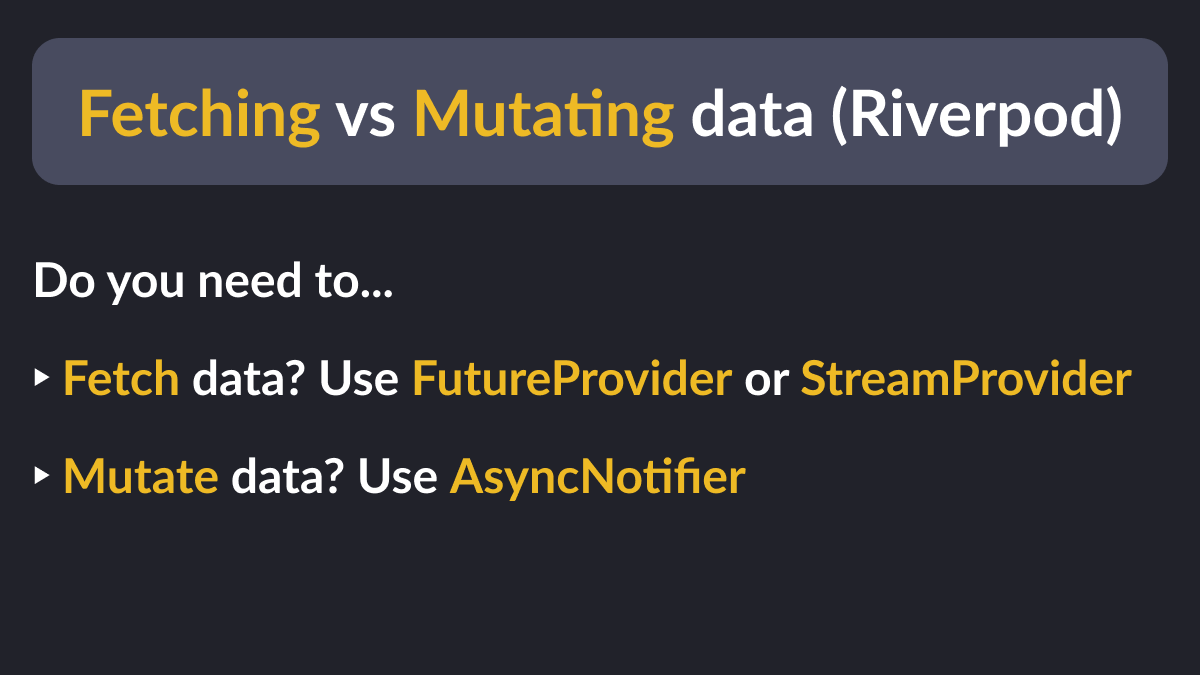 Fetching vs Mutating data (Riverpod)
Do you need to...
‣ Fetch data? Use FutureProvider or StreamProvider
‣ Mutate data? Use AsyncNotifier